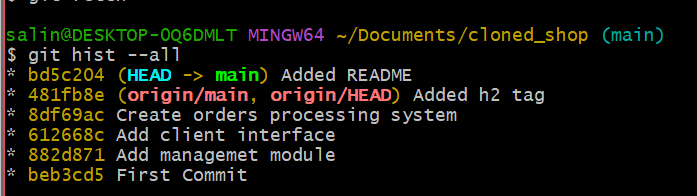 salin@DESKTOP-0Q6DMLT MINGW64 ~/Documents/cloned_shop (main)
$ git hist --all
* bd5c204 (HEAD -> main) Added README
* 481fb8e (origin/main, origin/HEAD) Added h2 tag
* 8df69ac Create orders processing system
* 612668c Add client interface
* 882d871 Add managemet module
* beb3cd5 First Commit